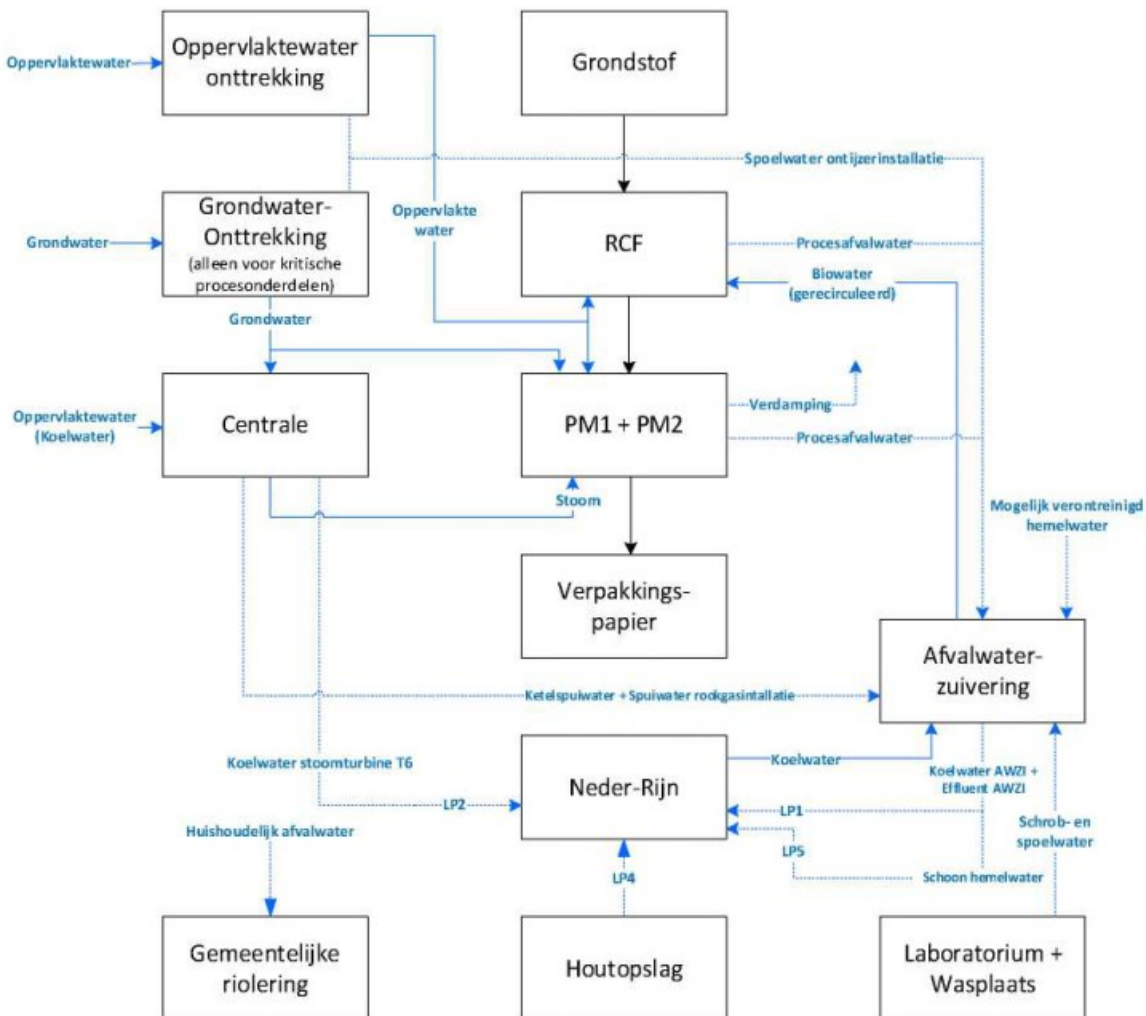 Oppervlaktewater
onttrekking
Grondstof
Oppervlaktewater
Spoelwater ontijzerinstallatie
Grondwater-
Onttrekking
(alleen voor kritische
procesonderdelen)
Oppervlakte
water
RCF
Grondwater
Procesafvalwater
Biowater
(gerecirculeerd)
Grondwater
Centrale
PM1 + PM2
Verdamping
Oppervlaktewater
(Koelwater)
Procesafvalwater
Stoom
Mogelijk verontreinigd
hemelwater
Verpakkings-
papier
Afvalwater-
zuivering
Ketelspuiwater + Spuiwater rookgasintallatie
Koelwater stoomturbine T6
Neder-Rijn
Koelwater
Koelwater AWZI +
Effluent AWZI
LP2
LP1
Schrob- en
spoelwater
Huishoudelijk afvalwater
LP5
LP4
Schoon hemelwater
Gemeentelijke
riolering
Houtopslag
Laboratorium +
Wasplaats